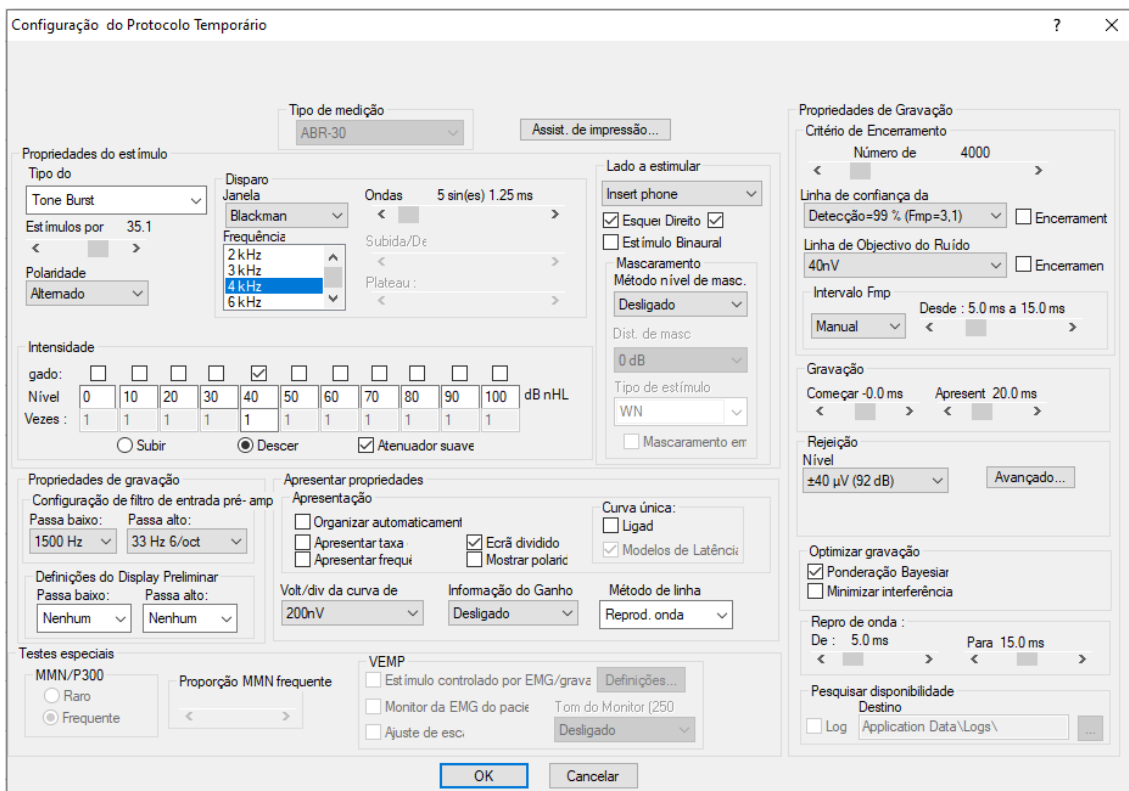 Configuração do Protocolo Temporário
?
Tipo de medição
ABR-30
Assist. de impressão...
Propriedades do estímulo
Tipo do
Tone Burst
Estímulos por 35.1
Polaridade
Alternado
Disparo
Janela
Blackman
Frequência
2 kHz
3 kHz
4 kHz
6 kHz
Ondas 5 sin(es) 1.25 ms
Subida/De
Plateau :
Lado a estimular
Insert phone
Esquer Direito
Estímulo Binaural
Mascaramento
Método nível de masc.
Desligado
Dist. de masc
0 dB
Tipo de estímulo
WN
Mascaramento em
Intensidade
gado:
Nível 0 10 20 30 40 50 60 70 80 90 100 dB nHL
Vezes : 1 1 1 1 1 1 1 1 1 1 1
Subir Descer Atenuador suave
Propriedades de gravação
Configuração de filtro de entrada pré- amp
Passa baixo: Passa alto:
1500 Hz 33 Hz 6/oct
Definições do Display Preliminar
Passa baixo: Passa alto:
Nenhum Nenhum
Apresentar propriedades
Apresentação
Organizar automaticament
Apresentar taxa
Ecrã dividido
Apresentar frequê
Mostrar polarid
Curva única:
Ligad
Modelos de Latência
Volt/div da curva de
200nV
Informação do Ganho
Desligado
Método de linha
Reprod. onda
Testes especiais
MMN/P300
Raro
Frequente
Proporção MMN frequente
VEMP
Estímulo controlado por EMG/grava
Definições...
Monitor da EMG do pacie
Tom do Monitor (250
Ajuste de esca
Desligado
Propriedades de Gravação
Critério de Encerramento
Número de 4000
Linha de confiança da
Detecção=99 % (Fmp=3,1)
Encerrament
Linha de Objectivo do Ruído
40nV
Encerramen
Intervalo Fmp
Manual
Desde : 5.0 ms a 15.0 ms
Gravação
Começar -0.0 ms Apresent 20.0 ms
Rejeição
Nível
±40 µV (92 dB)
Avançado...
Optimizar gravação
Ponderação Bayesiar
Minimizar interferência
Repro de onda :
De : 5.0 ms Para 15.0 ms
Pesquisar disponibilidade
Destino
Log Application Data\Logs\
...
OK
Cancelar